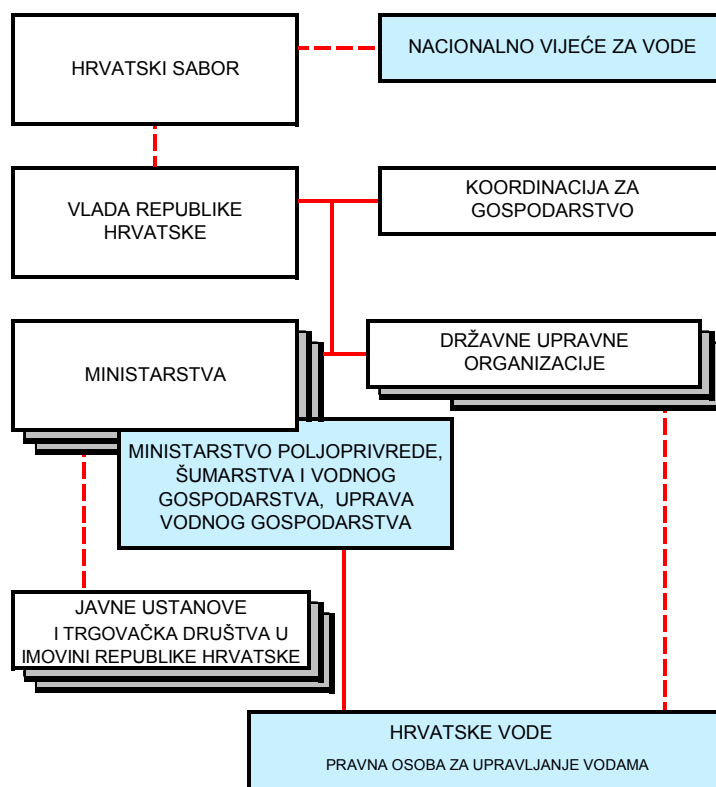 HRVATSKI SABOR
NACIONALNO VIJEĆE ZA VODE
VLADA REPUBLIKE
HRVATSKE
KOORDINACIJA ZA
GOSPODARSTVO
MINISTARSTVA
DRŽAVNE UPRAVNE
ORGANIZACIJE
MINISTARSTVO POLJOPRIVREDE,
ŠUMARSTVA I VODNOG
GOSPODARSTVA, UPRAVA
VODNOG GOSPODARSTVA
JAVNE USTANOVE
I TRGOVAČKA DRUŠTVA U
IMOVINI REPUBLIKE HRVATSKE
HRVATSKE VODE
PRAVNA OSOBA ZA UPRAVLJANJE VODAMA